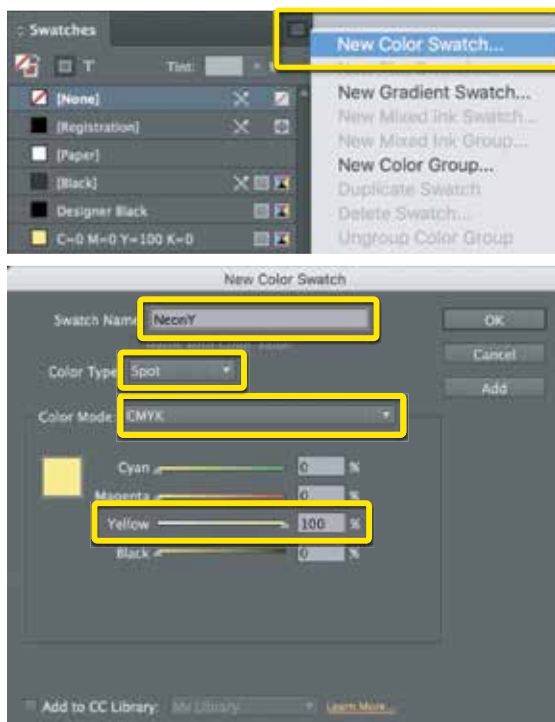 Swatches
New Color Swatch...
T Tint:
[None]
New Gradient Swatch...
[Registration]
New Mixed Ink Swatch...
New Mixed Ink Group...
[Paper]
New Color Group...
[Black]
Duplicate Swatch
Designer Black
Delete Swatch...
C=0 M=0 Y=100 K=0
Ungroup Color Group
New Color Swatch
Swatch Name: NeonY
OK
Cancel
Color Type: Spot
Add
Color Mode: CMYK
Cyan 0 %
Magenta 0 %
Yellow 100 %
Black 0 %
Add to CC Library: My Library Learn More...